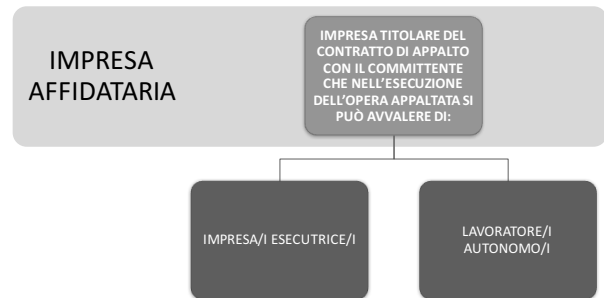 IMPRESA
AFFIDATARIA
IMPRESA TITOLARE DEL
CONTRATTO DI APPALTO
CON IL COMMITTENTE
CHE NELL'ESECUZIONE
DELL'OPERA APPALTATA SI
PUÒ AVVALERE DI:
IMPRESA/I ESECUTRICE/I
LAVORATORE/I
AUTONOMO/I